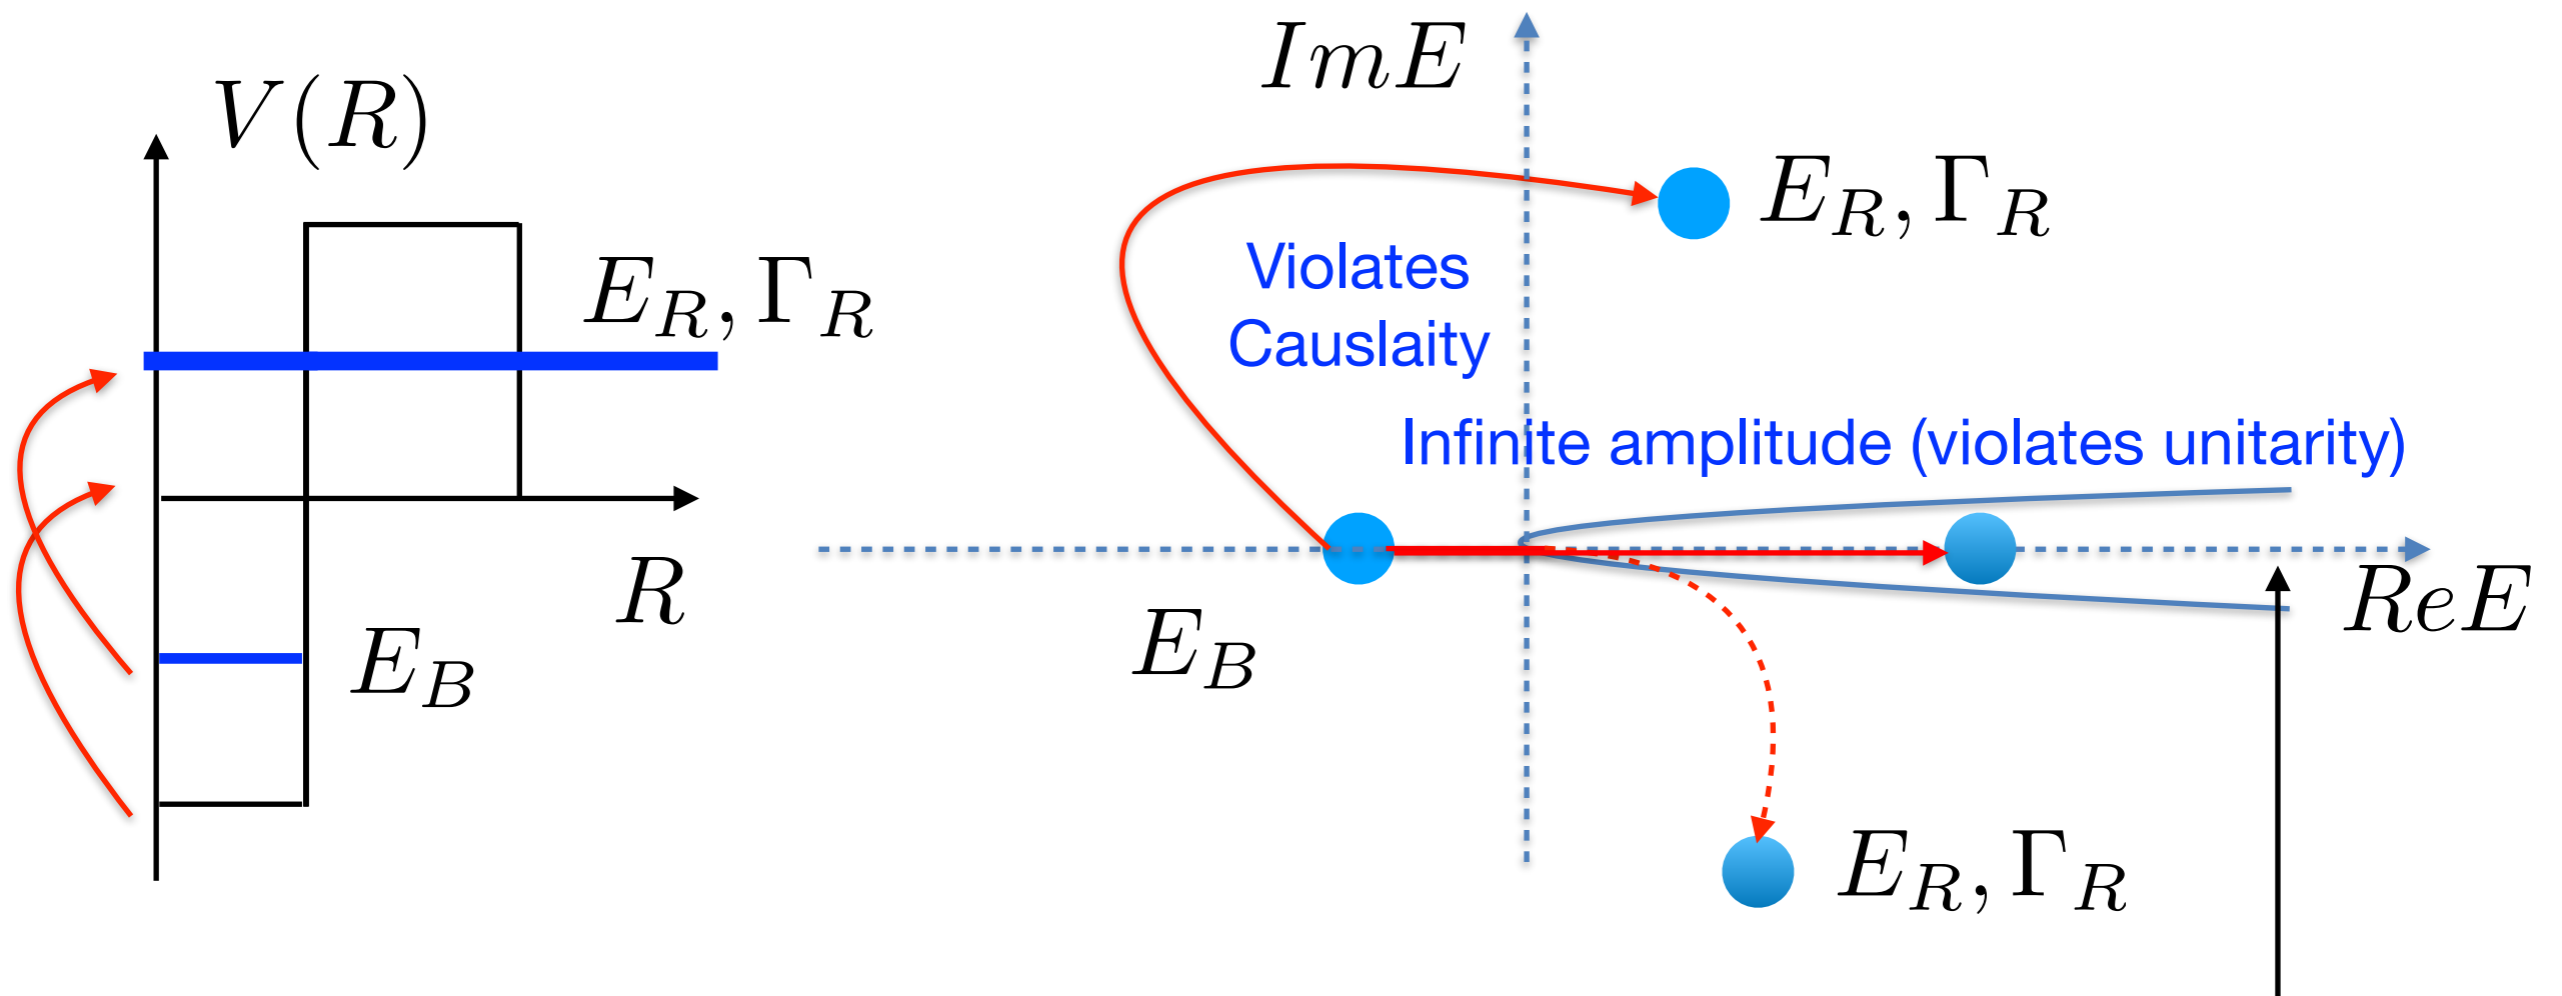 V(R)
E_R, Γ_R
R
E_B
ImE
E_R, Γ_R
Violates
Causlaity
Infinite amplitude (violates unitarity)
ReE
E_B
E_R, Γ_R